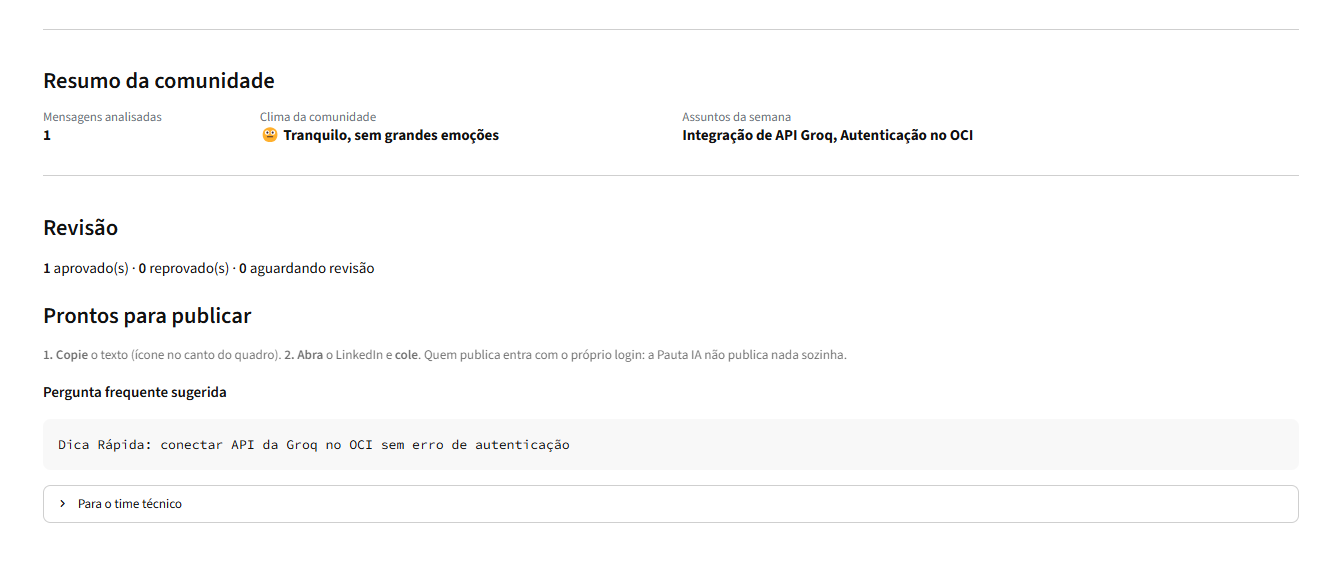 Resumo da comunidade
Mensagens analisadas
1
Clima da comunidade
😐 Tranquilo, sem grandes emoções
Assuntos da semana
Integração de API Groq, Autenticação no OCI
Revisão
1 aprovado(s) · 0 reprovado(s) · 0 aguardando revisão
Prontos para publicar
1. Copie o texto (ícone no canto do quadro). 2. Abra o LinkedIn e cole. Quem publica entra com o próprio login: a Pauta IA não publica nada sozinha.
Pergunta frequente sugerida
Dica Rápida: conectar API da Groq no OCI sem erro de autenticação
Para o time técnico